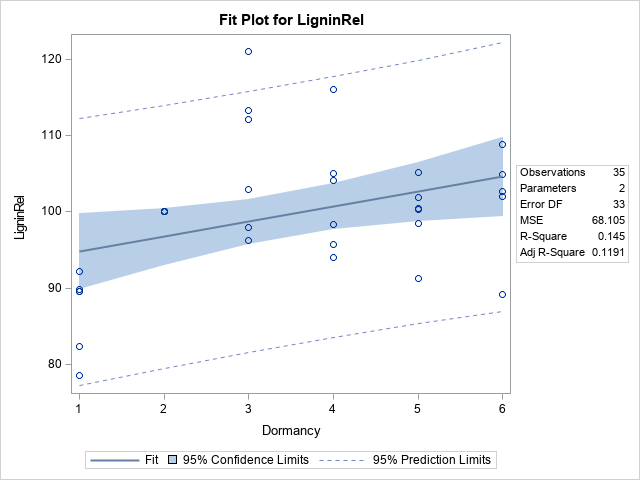 Fit Plot for LigninRel
120
110
100
90
80
LigninRel
1 2 3 4 5 6
Dormancy
Observations 35
Parameters 2
Error DF 33
MSE 68.105
R-Square 0.145
Adj R-Square 0.1191
Fit 95% Confidence Limits 95% Prediction Limits